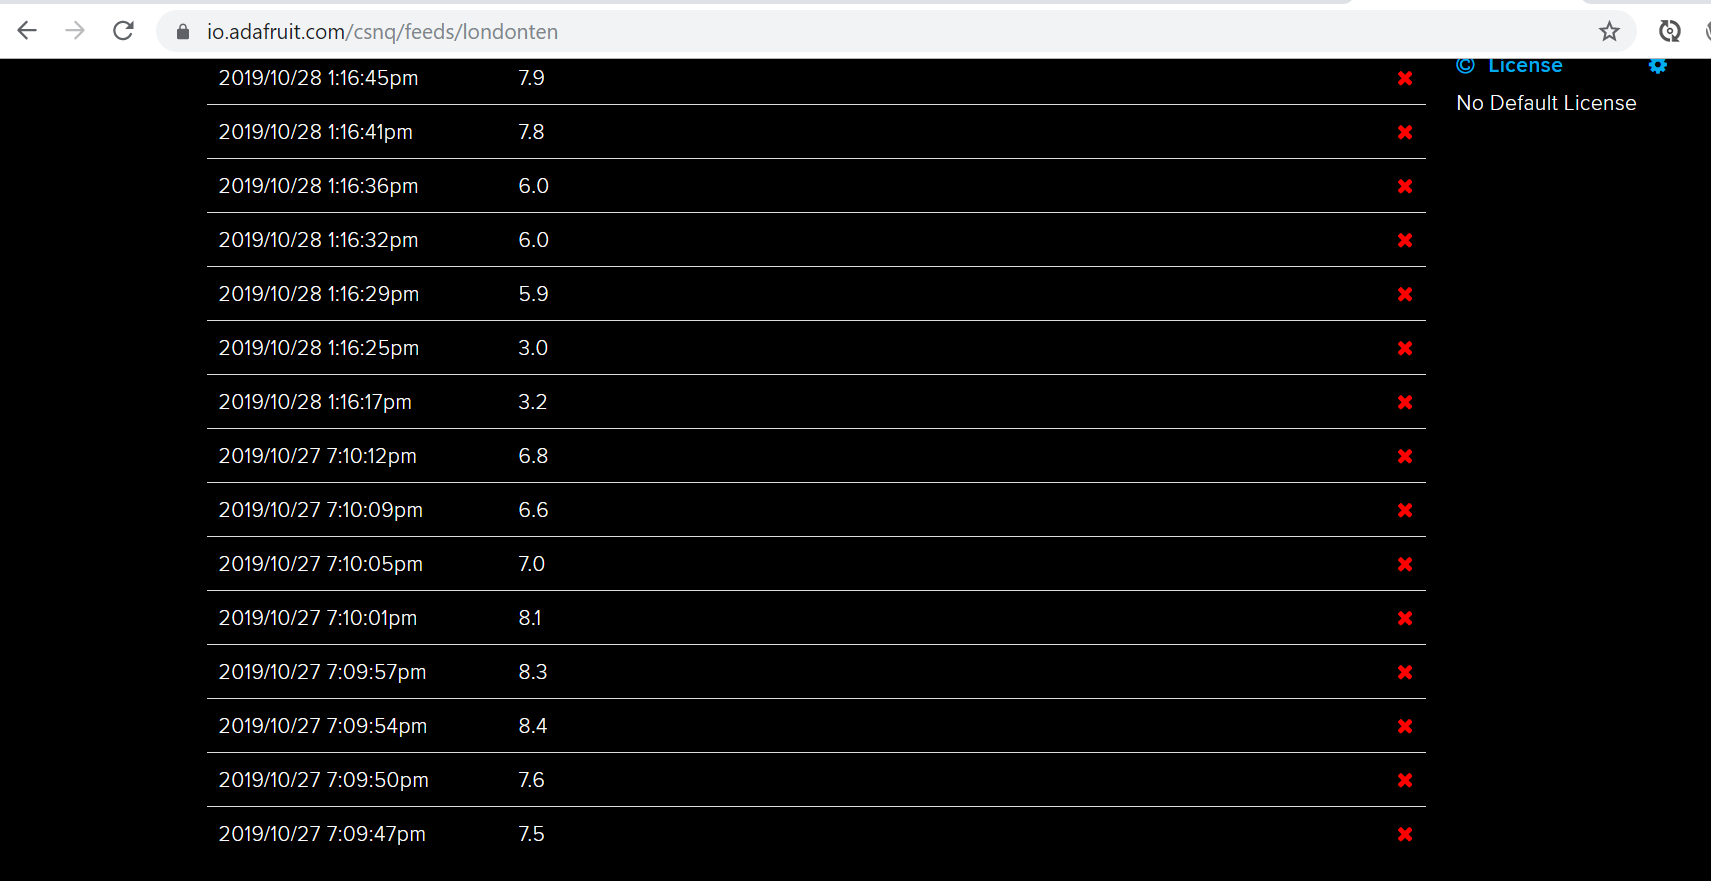 io.adafruit.com/csnq/feeds/londonten
2019/10/28 1:16:45pm 7.9
© License
No Default License
2019/10/28 1:16:41pm 7.8
2019/10/28 1:16:36pm 6.0
2019/10/28 1:16:32pm 6.0
2019/10/28 1:16:29pm 5.9
2019/10/28 1:16:25pm 3.0
2019/10/28 1:16:17pm 3.2
2019/10/27 7:10:12pm 6.8
2019/10/27 7:10:09pm 6.6
2019/10/27 7:10:05pm 7.0
2019/10/27 7:10:01pm 8.1
2019/10/27 7:09:57pm 8.3
2019/10/27 7:09:54pm 8.4
2019/10/27 7:09:50pm 7.6
2019/10/27 7:09:47pm 7.5